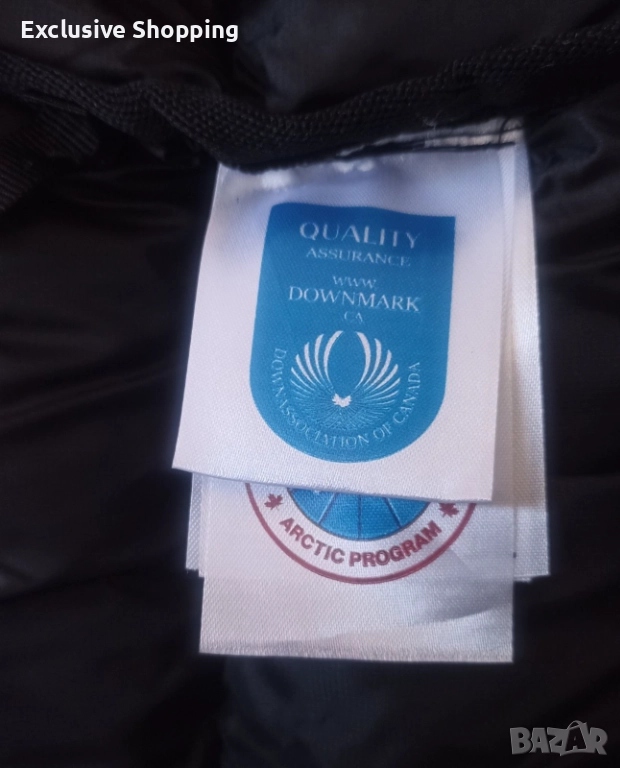 Exclusive Shopping
QUALITY
ASSURANCE
WWW
DOWNMARK
CA
DOWN ASSOCIATION OF CANADA
ARCTIC PROGRAM
BAZAR